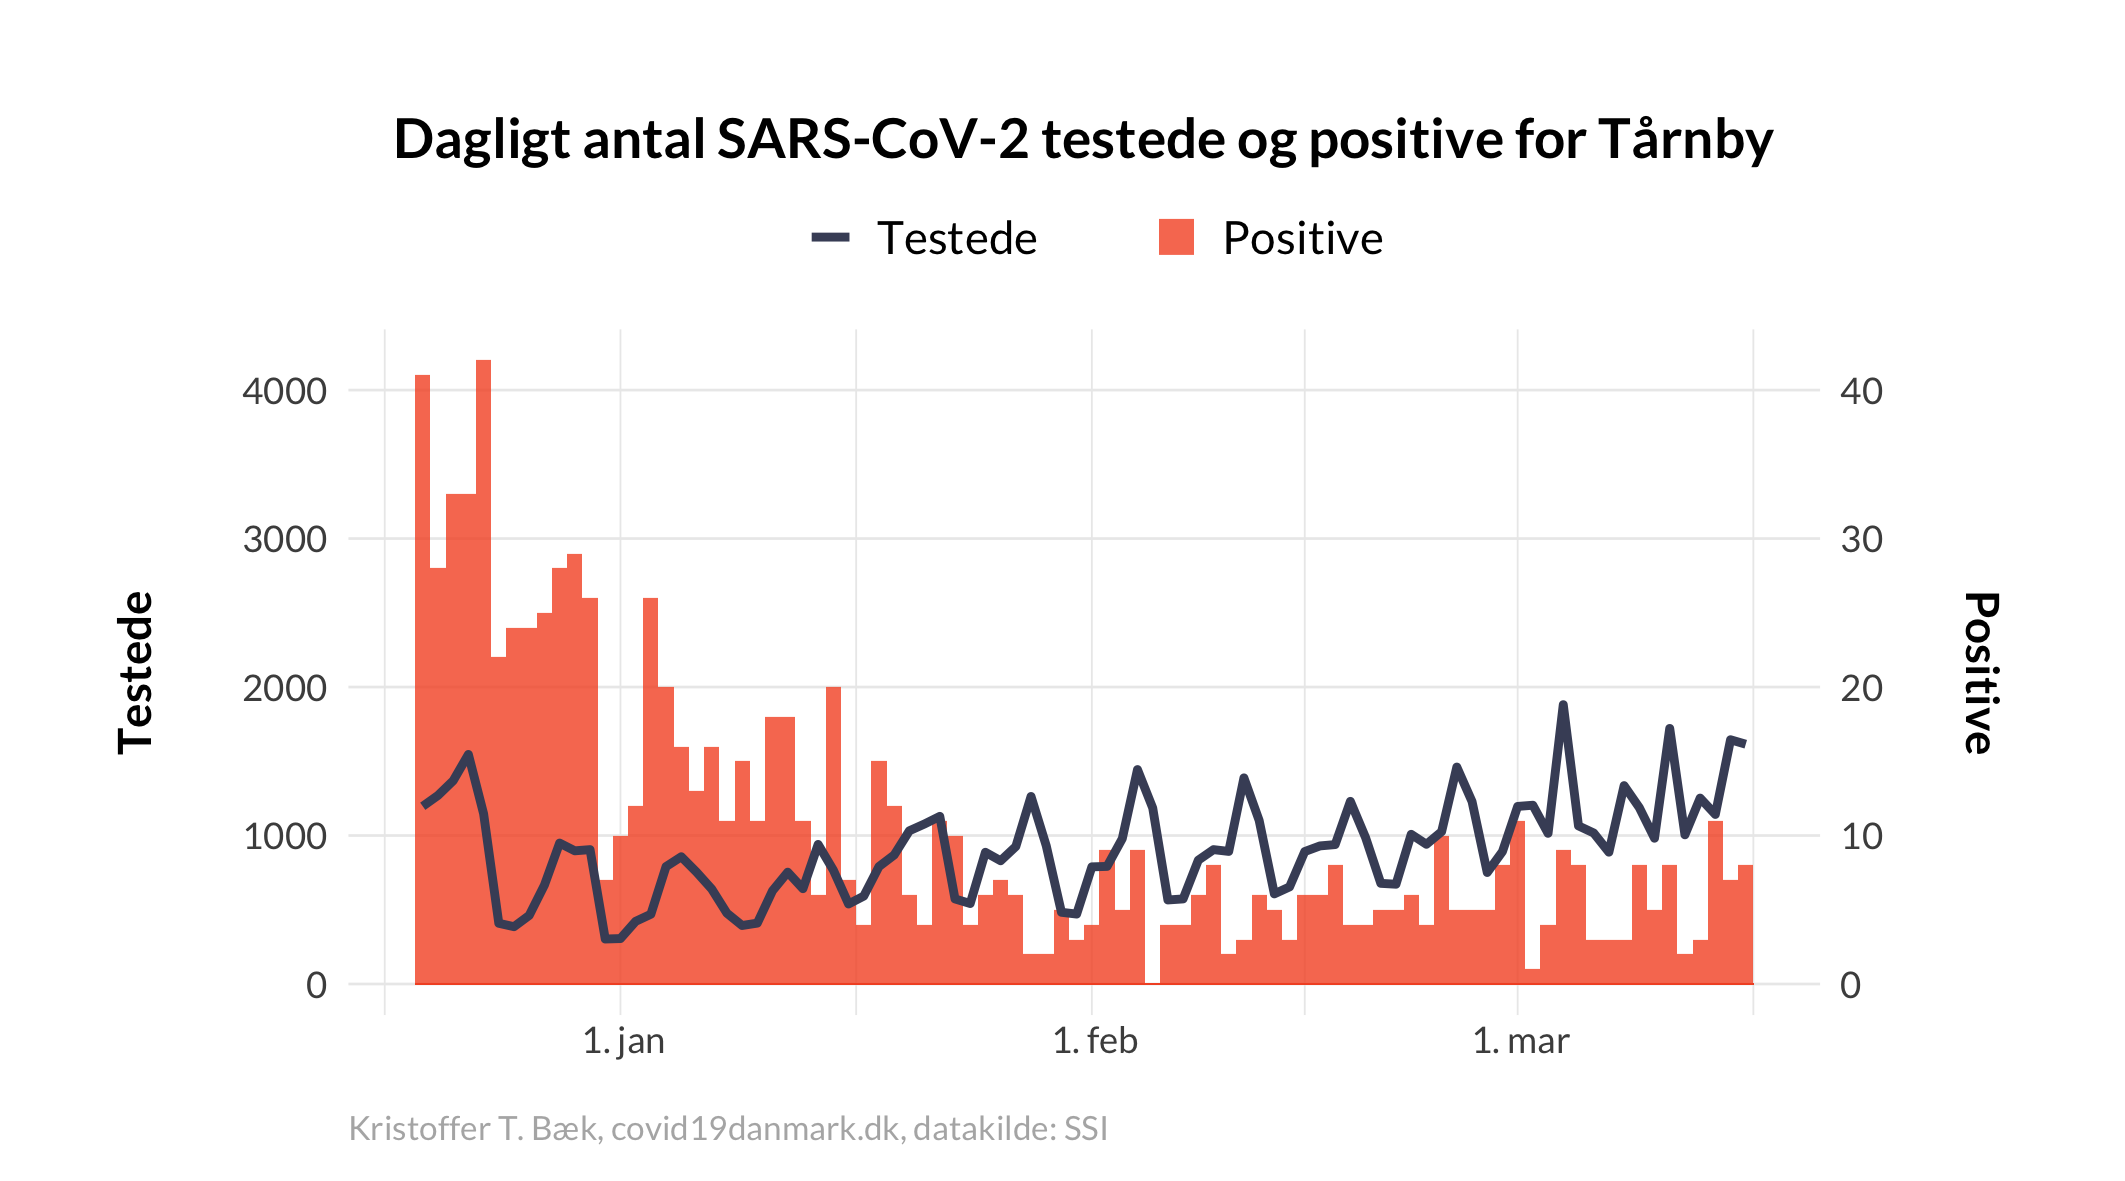 Dagligt antal SARS-CoV-2 testede og positive for Tårnby
Testede Positive
4000 40
3000 30
2000 20
1000 10
0 0
Testede
Positive
1. jan 1. feb 1. mar
Kristoffer T. Bæk, covid19danmark.dk, datakilde: SSI